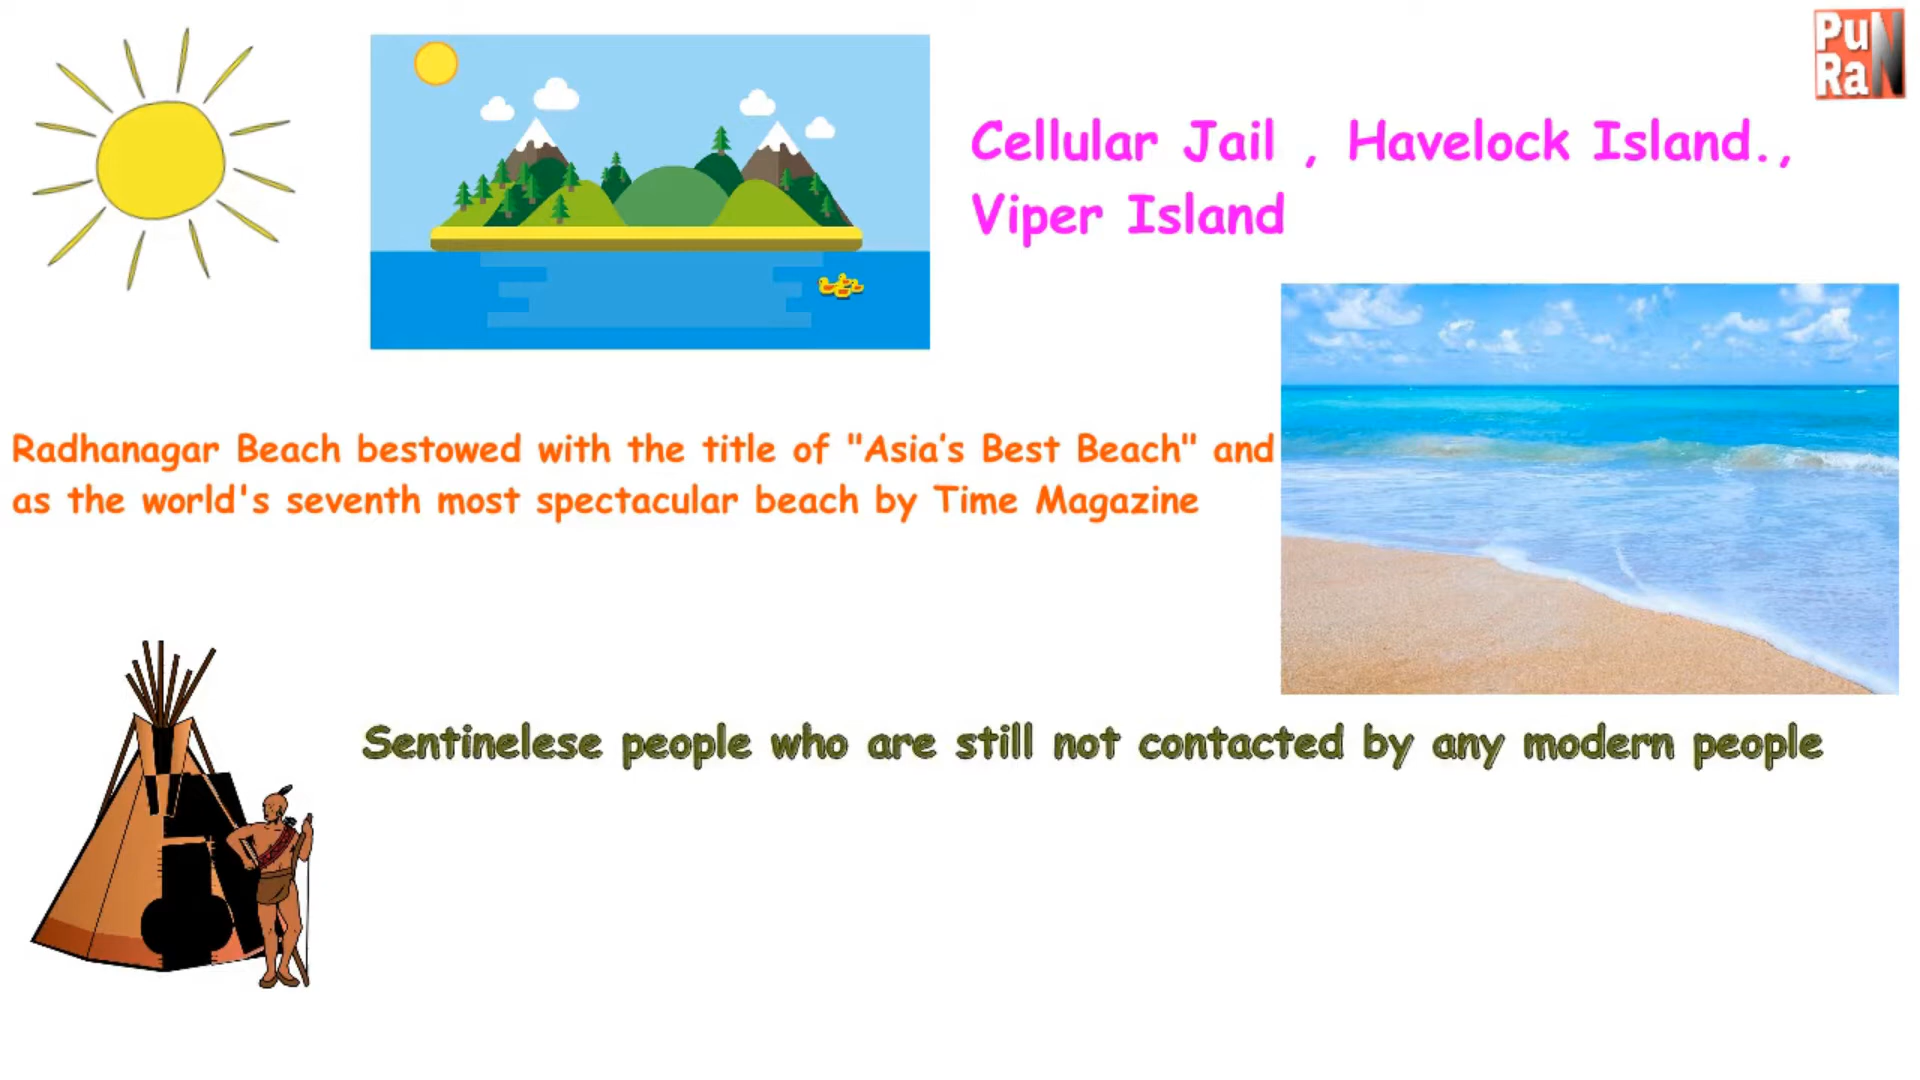 PuRaN
Cellular Jail , Havelock Island.,
Viper Island
Radhanagar Beach bestowed with the title of "Asia’s Best Beach" and
as the world's seventh most spectacular beach by Time Magazine
Sentinelese people who are still not contacted by any modern people